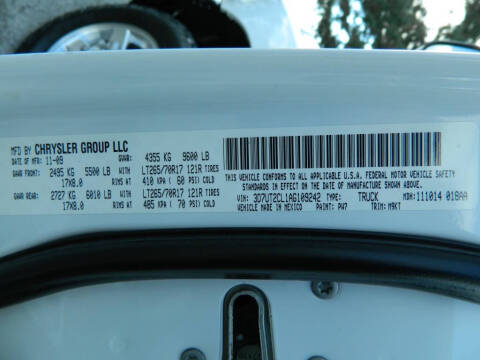 MFD BY CHRYSLER GROUP LLC
DATE OF MFR 11-09 GVWR: 4355 KG 9600 LB
GAWR FRONT: 2495 KG 5500 LB LT265/70R17 121R TIRES
17X8.0 RIMS AT 410 KPA ( 60 PSI) COLD
GAWR REAR: 2727 KG 6010 LB LT265/70R17 121R TIRES
17X8.0 RIMS AT 485 KPA ( 70 PSI) COLD
THIS VEHICLE CONFORMS TO ALL APPLICABLE U.S.A. FEDERAL MOTOR VEHICLE SAFETY
STANDARDS IN EFFECT ON THE DATE OF MANUFACTURE SHOWN ABOVE.
VIN: 3D7UT2CL1AG109242 TYPE: TRUCK MDH: 111014 018AA
VEHICLE MADE IN MEXICO PAINT: PW7 TRIM: M9KT